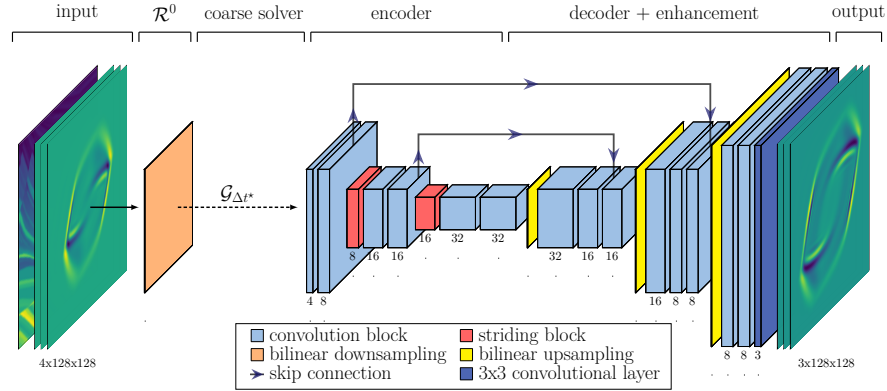 input R⁰ coarse solver encoder decoder + enhancement output
G_Δt⋆
8 16 16 16 32 32 32 16 16
4 8 16 8 8
8 8 3
4x128x128 3x128x128
convolution block striding block
bilinear downsampling bilinear upsampling
skip connection 3x3 convolutional layer